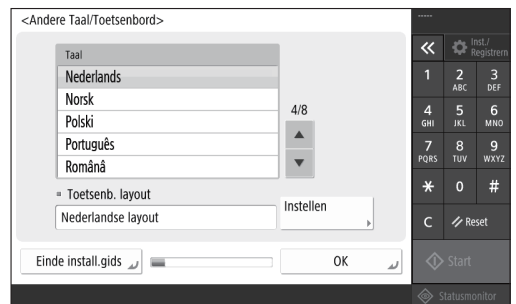 <Andere Taal/Toetsenbord>
Taal
Nederlands
Norsk
Polski
Português
Română
4/8
Toetsenb. layout
Nederlandse layout
Instellen
Einde install.gids
OK
-----
Inst./
Registrern
1
2
ABC
3
DEF
4
GHI
5
JKL
6
MNO
7
PQRS
8
TUV
9
WXYZ
*
0
#
C
Reset
Start
Statusmonitor